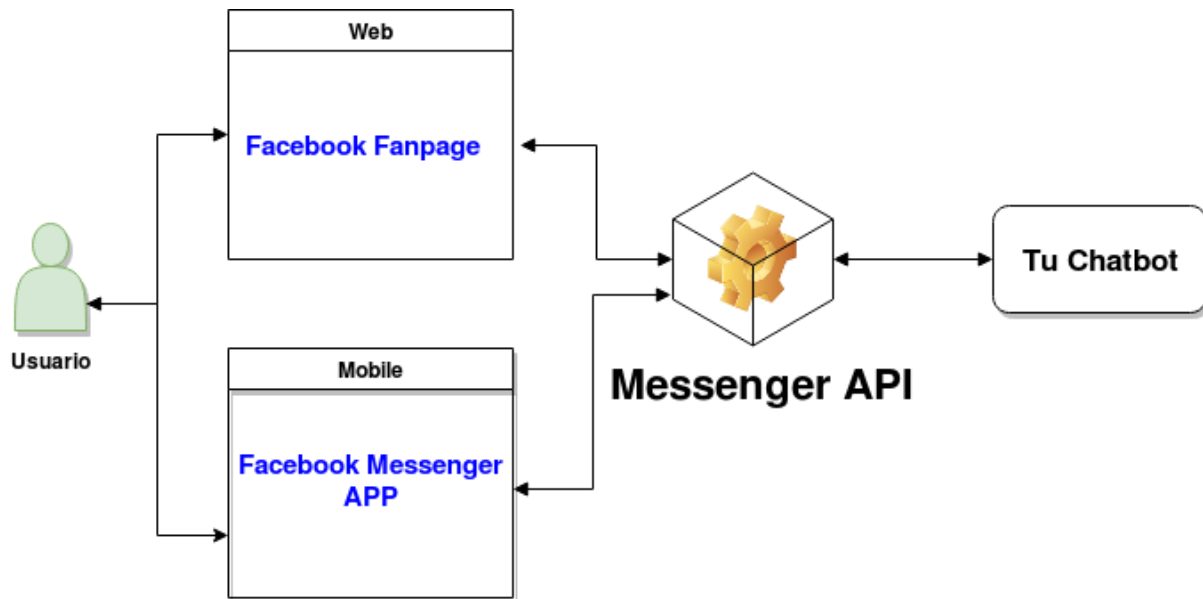 Web
Facebook Fanpage
Usuario
Mobile
Facebook Messenger
APP
Messenger API
Tu Chatbot